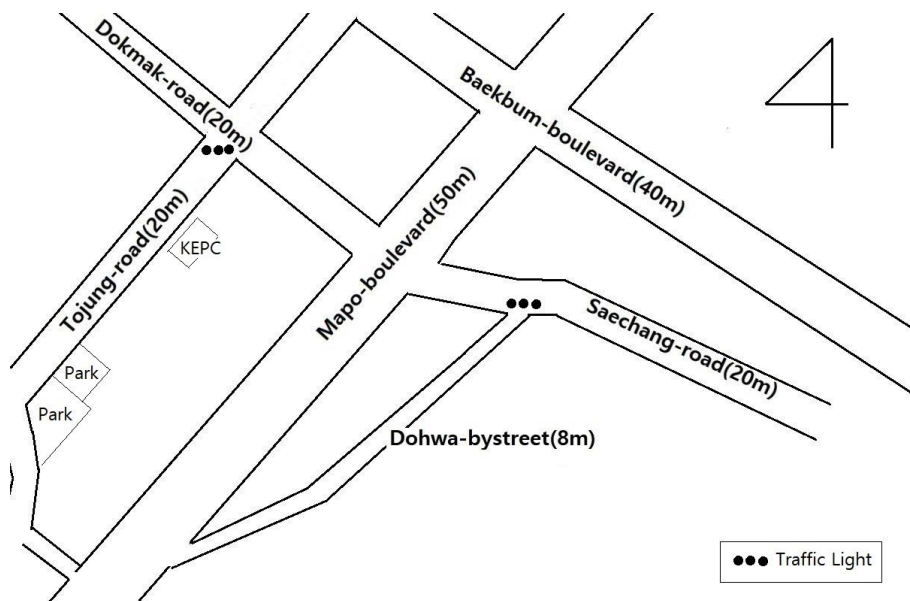 Dokmak-road(20m)
Baekbum-boulevard(40m)
Tojung-road(20m)
KEPC
Mapo-boulevard(50m)
Saechang-road(20m)
Park
Park
Dohwa-bystreet(8m)
Traffic Light